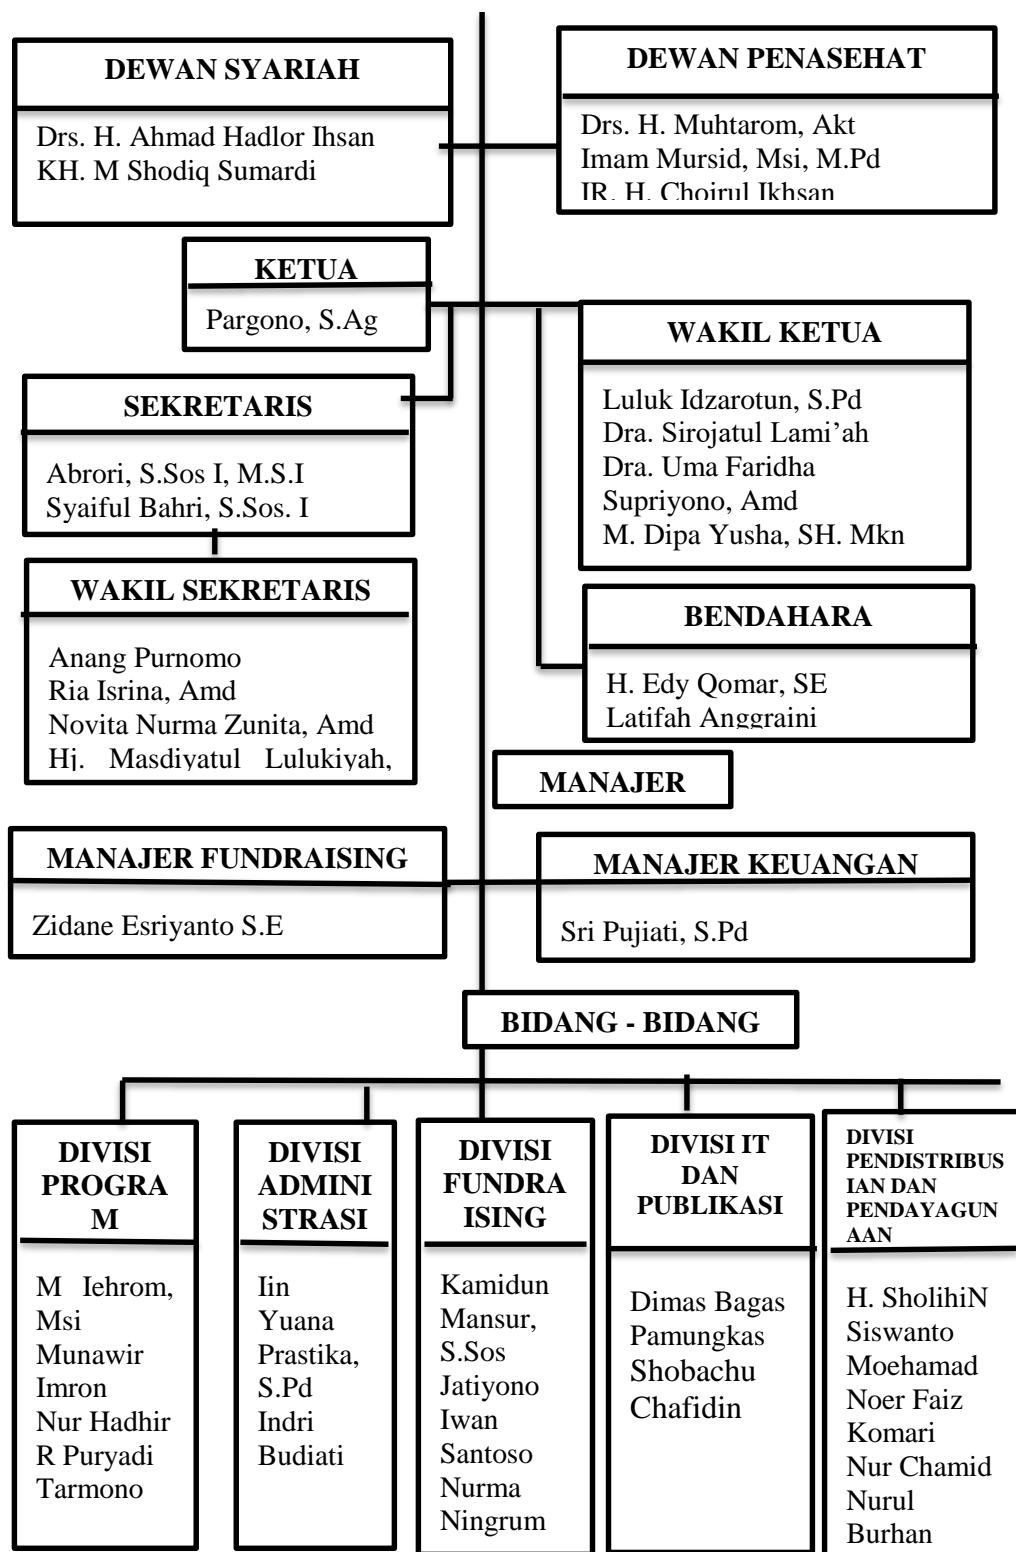 DEWAN SYARIAH
Drs. H. Ahmad Hadlor Ihsan
KH. M Shodiq Sumardi
DEWAN PENASEHAT
Drs. H. Muhtarom, Akt
Imam Mursid, Msi, M.Pd
IR. H. Choirul Ikhsan
KETUA
Pargono, S.Ag
WAKIL KETUA
Luluk Idzarotun, S.Pd
Dra. Sirojatul Lami’ah
Dra. Uma Faridha
Supriyono, Amd
M. Dipa Yusha, SH. Mkn
SEKRETARIS
Abrori, S.Sos I, M.S.I
Syaiful Bahri, S.Sos. I
WAKIL SEKRETARIS
Anang Purnomo
Ria Isrina, Amd
Novita Nurma Zunita, Amd
Hj. Masdiyatul Lulukiyah,
BENDAHARA
H. Edy Qomar, SE
Latifah Anggraini
MANAJER
MANAJER FUNDRAISING
Zidane Esriyanto S.E
MANAJER KEUANGAN
Sri Pujiati, S.Pd
BIDANG - BIDANG
DIVISI
PROGRA
M
M Iehrom,
Msi
Munawir
Imron
Nur Hadhir
R Puryadi
Tarmono
DIVISI
ADMINI
STRASI
Iin
Yuana
Prastika,
S.Pd
Indri
Budiati
DIVISI
FUNDRA
ISING
Kamidun
Mansur,
S.Sos
Jatiyono
Iwan
Santoso
Nurma
Ningrum
DIVISI IT
DAN
PUBLIKASI
Dimas Bagas
Pamungkas
Shobachu
Chafidin
DIVISI
PENDISTRIBUS
IAN DAN
PENDAYAGUN
AAN
H. SholihiN
Siswanto
Moehamad
Noer Faiz
Komari
Nur Chamid
Nurul
Burhan